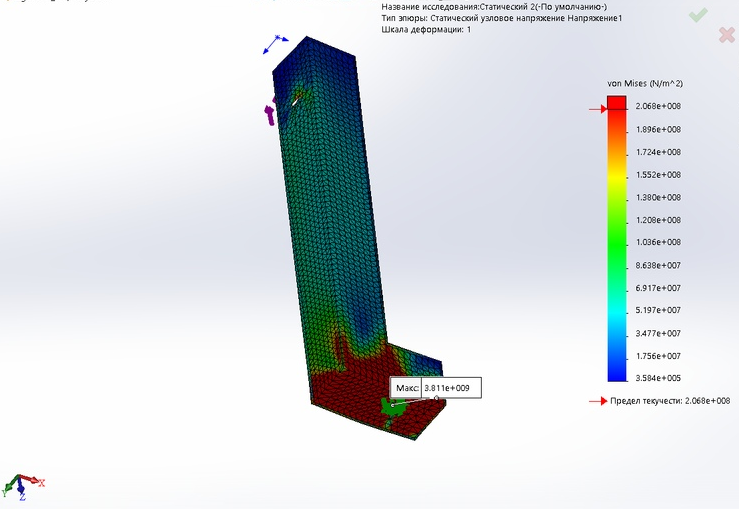 Название исследования:Статический 2(-По умолчанию-)
Тип эпюры: Статический узловое напряжение Напряжение1
Шкала деформации: 1
von Mises (N/m^2)
2.068e+008
1.896e+008
1.724e+008
1.552e+008
1.380e+008
1.208e+008
1.036e+008
8.638e+007
6.917e+007
5.197e+007
3.477e+007
1.756e+007
3.584e+005
Макс: 3.811e+009
Предел текучести: 2.068e+008
Y
X
Z